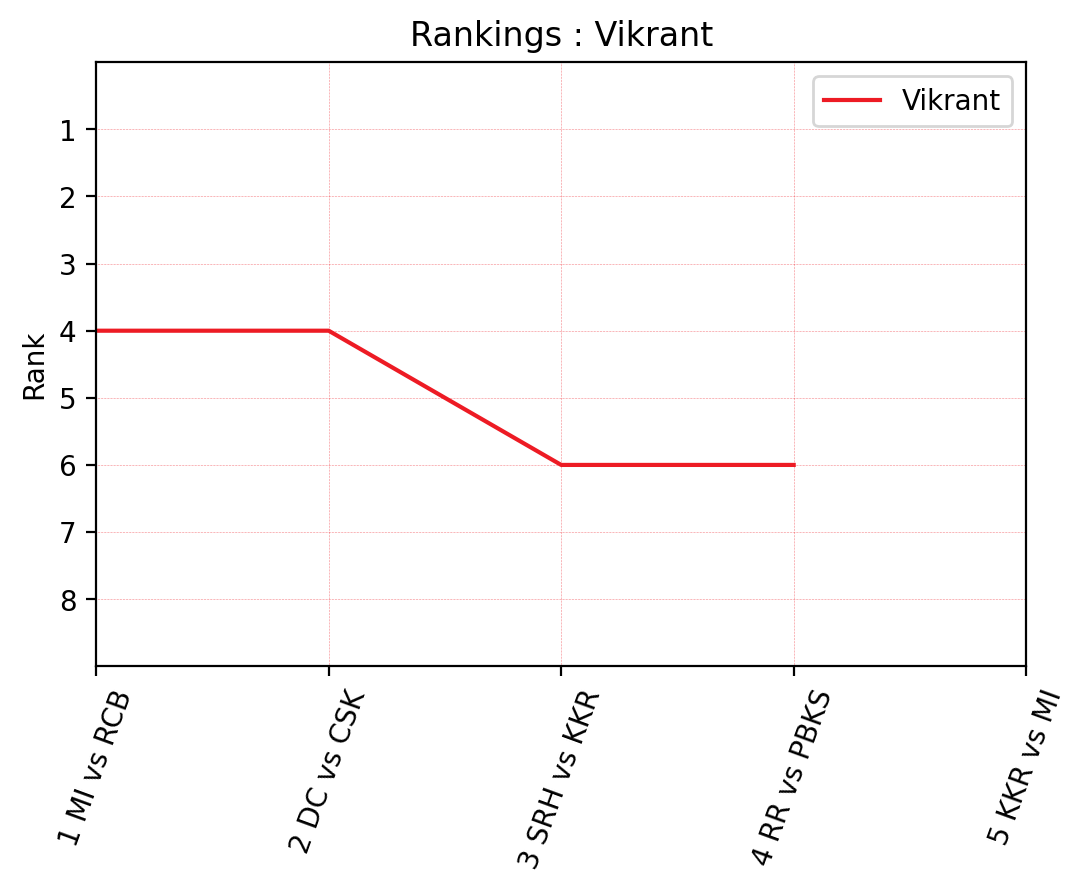 Rankings : Vikrant
Vikrant
Rank
1
2
3
4
5
6
7
8
1 MI vs RCB
2 DC vs CSK
3 SRH vs KKR
4 RR vs PBKS
5 KKR vs MI